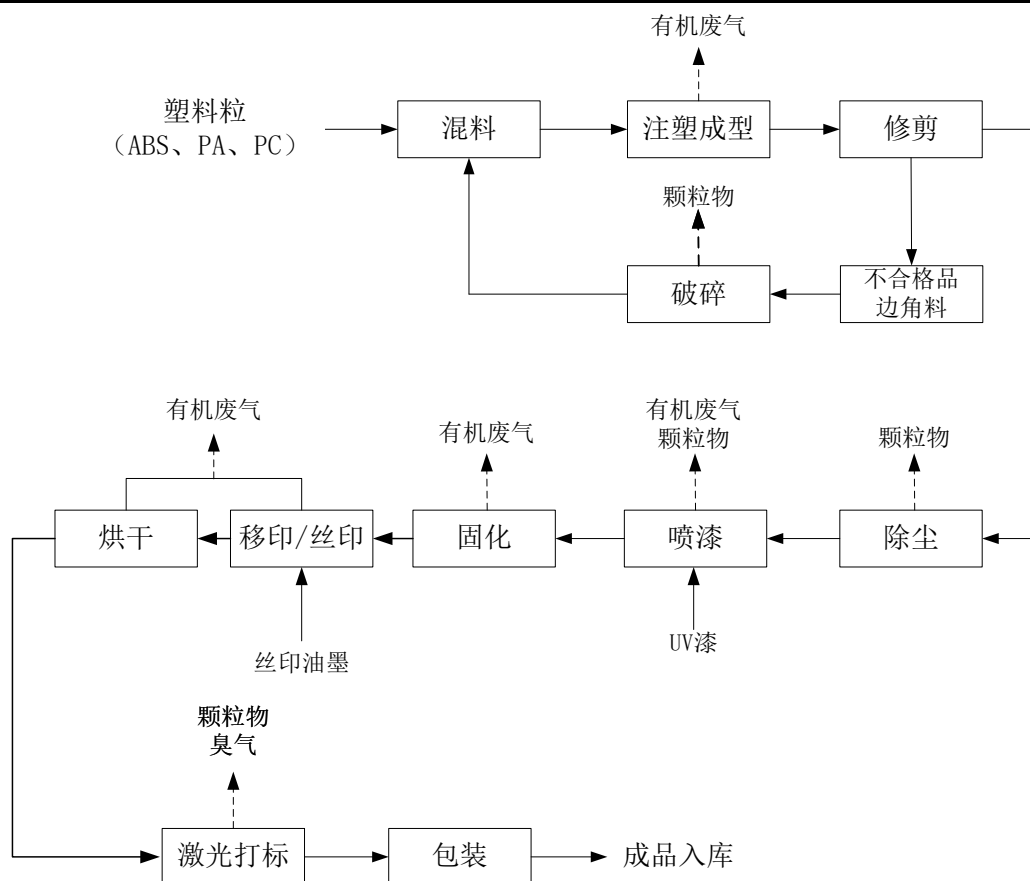 有机废气
塑料粒
（ABS、PA、PC）
混料
注塑成型
修剪
颗粒物
破碎
不合格品
边角料
有机废气
有机废气
有机废气
颗粒物
颗粒物
烘干
移印/丝印
固化
喷漆
除尘
丝印油墨
UV漆
颗粒物
臭气
激光打标
包装
成品入库